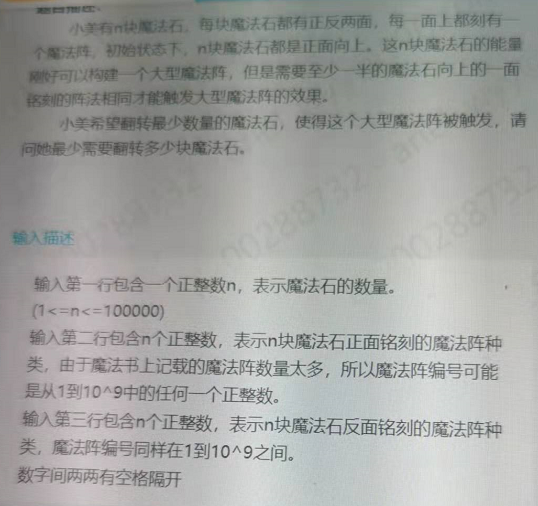 题目描述：
小美有n块魔法石，每块魔法石都有正反两面，每一面上都刻有一
个魔法阵，初始状态下，n块魔法石都是正面向上。这n块魔法石的能量
刚好可以构建一个大型魔法阵，但是需要至少一半的魔法石向上的一面
铭刻的阵法相同才能触发大型魔法阵的效果。
小美希望翻转最少数量的魔法石，使得这个大型魔法阵被触发，请
问她最少需要翻转多少块魔法石。
输入描述
输入第一行包含一个正整数n，表示魔法石的数量。
(1<=n<=100000)
输入第二行包含n个正整数，表示n块魔法石正面铭刻的魔法阵种
类，由于魔法书上记载的魔法阵数量太多，所以魔法阵编号可能
是从1到10^9中的任何一个正整数。
输入第三行包含n个正整数，表示n块魔法石反面铭刻的魔法阵种
类，魔法阵编号同样在1到10^9之间。
数字间两两有空格隔开